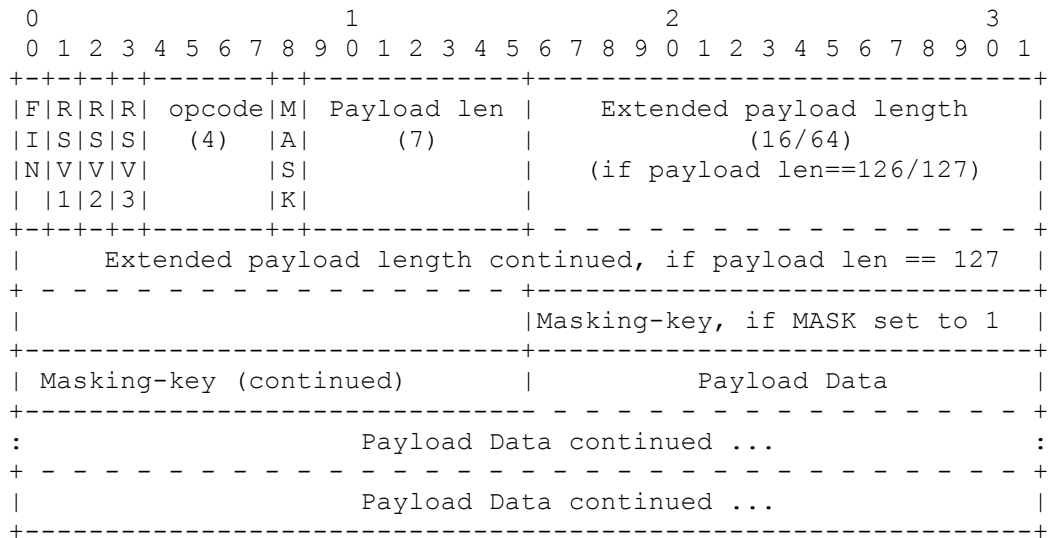 0                   1                   2                   3
 0 1 2 3 4 5 6 7 8 9 0 1 2 3 4 5 6 7 8 9 0 1 2 3 4 5 6 7 8 9 0 1
+-+-+-+-+-------+-+-------------+-------------------------------+
|F|R|R|R| opcode|M| Payload len |    Extended payload length    |
|I|S|S|S|  (4)  |A|     (7)     |             (16/64)           |
|N|V|V|V|       |S|             |   (if payload len==126/127)   |
| |1|2|3|       |K|             |                               |
+-+-+-+-+-------+-+-------------+ - - - - - - - - - - - - - - - +
|     Extended payload length continued, if payload len == 127  |
+ - - - - - - - - - - - - - - - +-------------------------------+
|                               |Masking-key, if MASK set to 1  |
+-------------------------------+-------------------------------+
| Masking-key (continued)       |          Payload Data         |
+-------------------------------- - - - - - - - - - - - - - - - +
:                     Payload Data continued ...                :
+ - - - - - - - - - - - - - - - - - - - - - - - - - - - - - - - +
|                     Payload Data continued ...                |
+---------------------------------------------------------------+